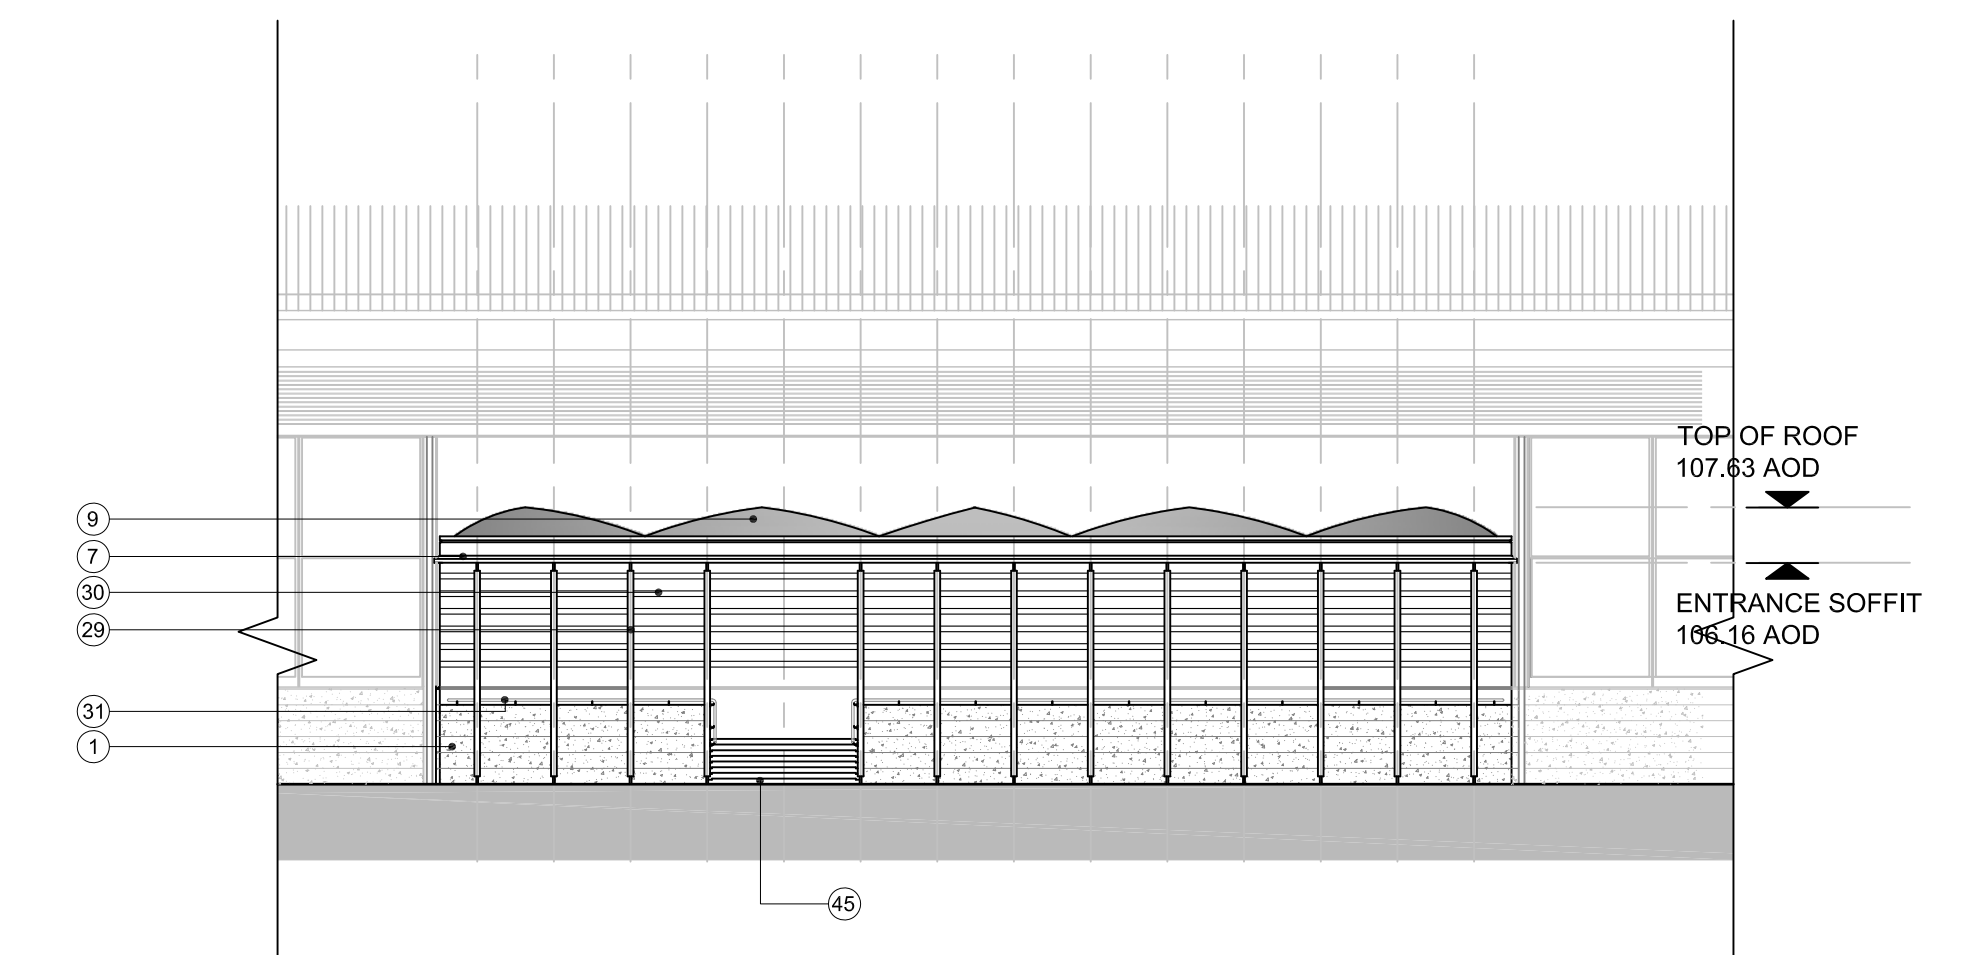 TOP OF ROOF
107.63 AOD
9
7
30
ENTRANCE SOFFIT
29
106.16 AOD
31
1
45